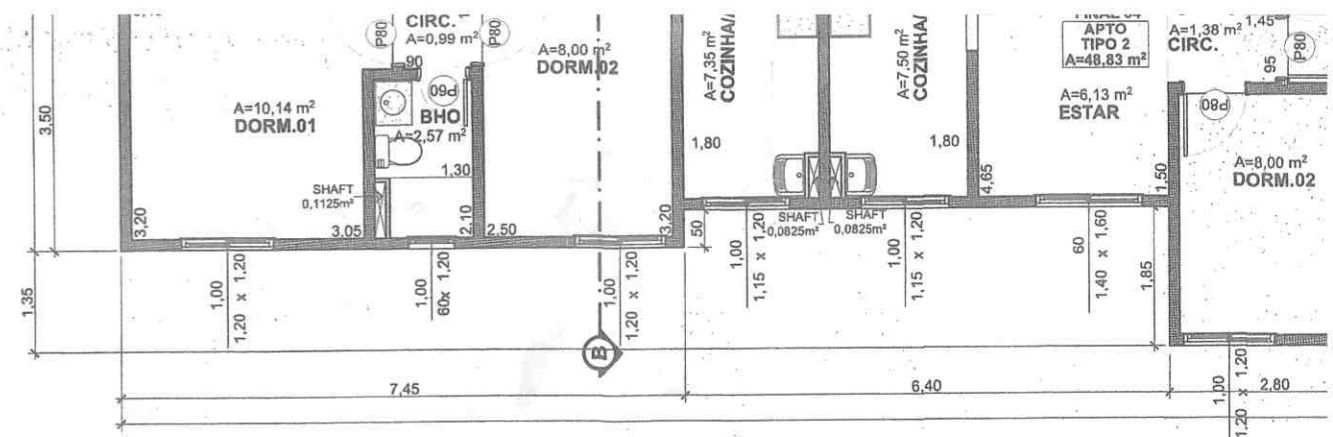 CIRC.
A=0,99 m²
P80
P80
90
P60
BHO
A=2,57 m²
1,30
A=10,14 m²
DORM.01
3,50
3,20
3,05
SHAFT
0,1125m²
2,10
2,50
A=8,00 m²
DORM.02
3,20
A=7,35 m²
COZINHA/
1,80
A=7,50 m²
COZINHA/
1,80
APTO
TIPO 2
A=48,83 m²
A=6,13 m²
ESTAR
4,65
1,50
A=1,38 m²
CIRC.
1,45
95
P80
P80
A=8,00 m²
DORM.02
50
SHAFT
0,0825m²
SHAFT
0,0825m²
1,35
1,00
1,20 x 1,20
1,00
60x 1,20
1,00
1,20 x 1,20
1,00
1,15 x 1,20
1,00
1,15 x 1,20
60
1,40 x 1,60
1,85
B
7,45
6,40
2,80
1,00
1,20 x 1,20